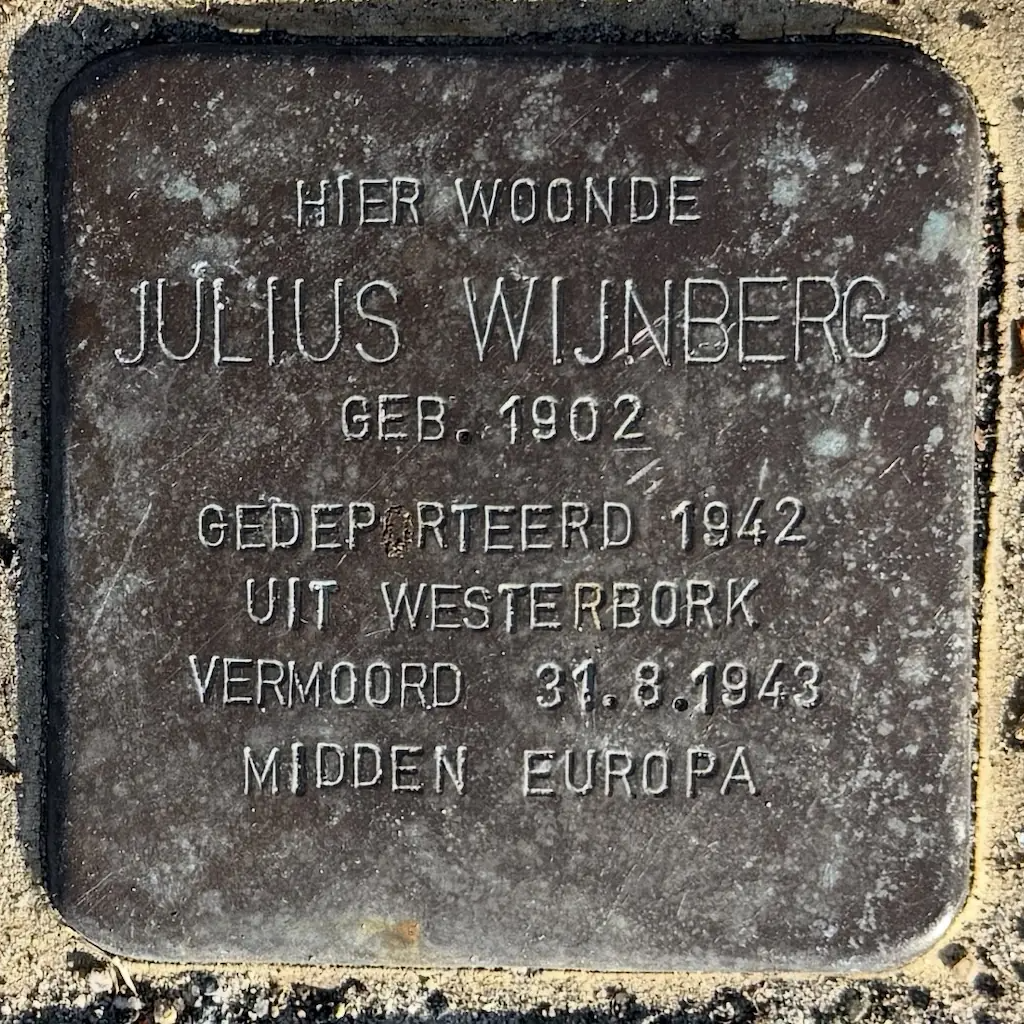 HIER WOONDE
JULIUS WIJNBERG
GEB. 1902
GEDEPORTEERD 1942
UIT WESTERBORK
VERMOORD 31.8.1943
MIDDEN EUROPA